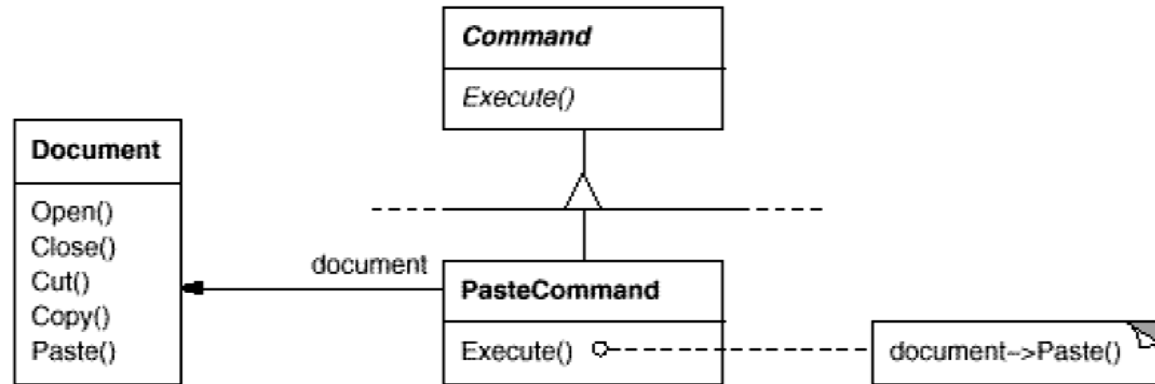 Command
Execute()
Document
Open()
Close()
Cut()
Copy()
Paste()
document
PasteCommand
Execute()
document->Paste()